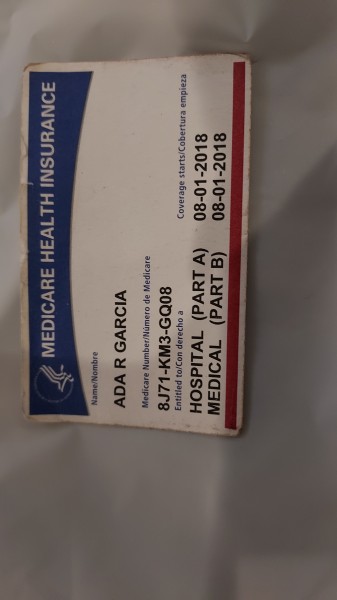 MEDICARE HEALTH INSURANCE
Name/Nombre
ADA R GARCIA
Medicare Number/Número de Medicare
8J71-KM3-GQ08
Entitled to/Con derecho a Coverage starts/Cobertura empieza
HOSPITAL (PART A) 08-01-2018
MEDICAL (PART B) 08-01-2018